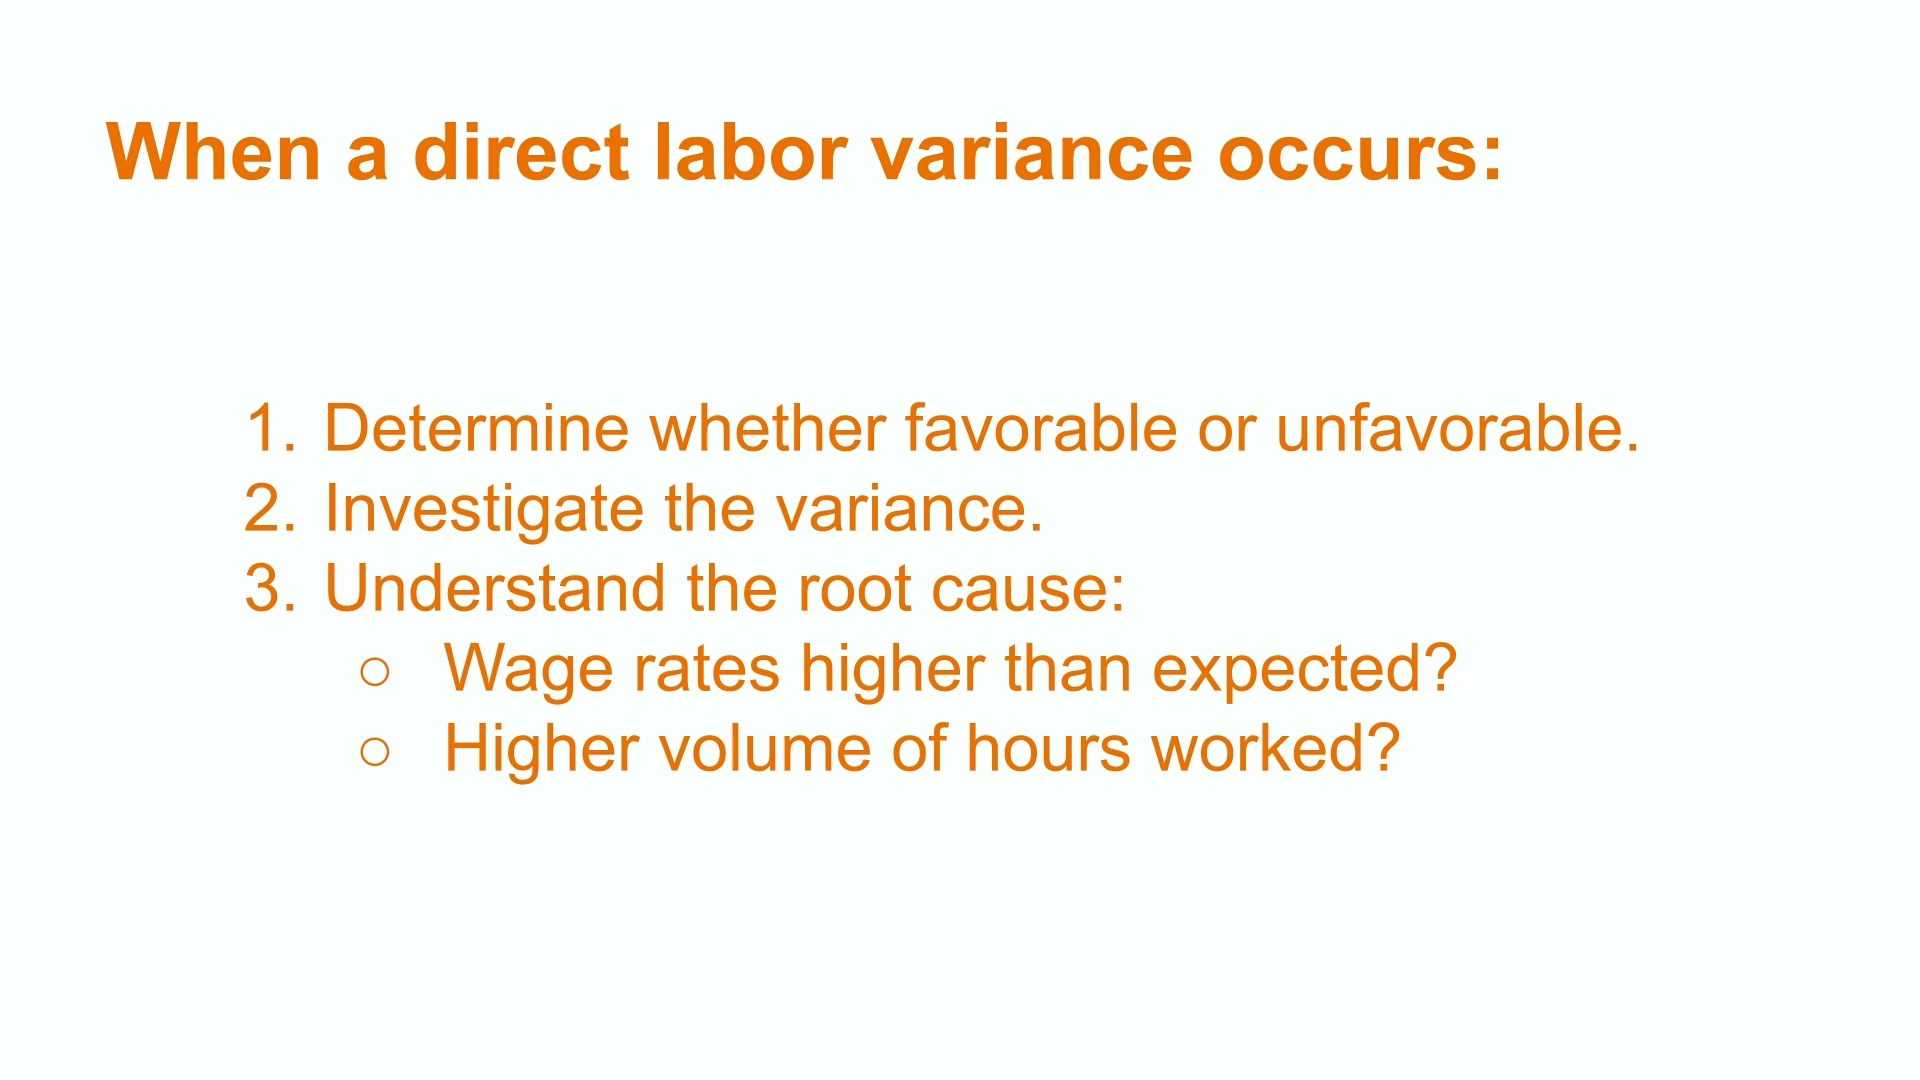 When a direct labor variance occurs:
1. Determine whether favorable or unfavorable.
2. Investigate the variance.
3. Understand the root cause:
○ Wage rates higher than expected?
○ Higher volume of hours worked?